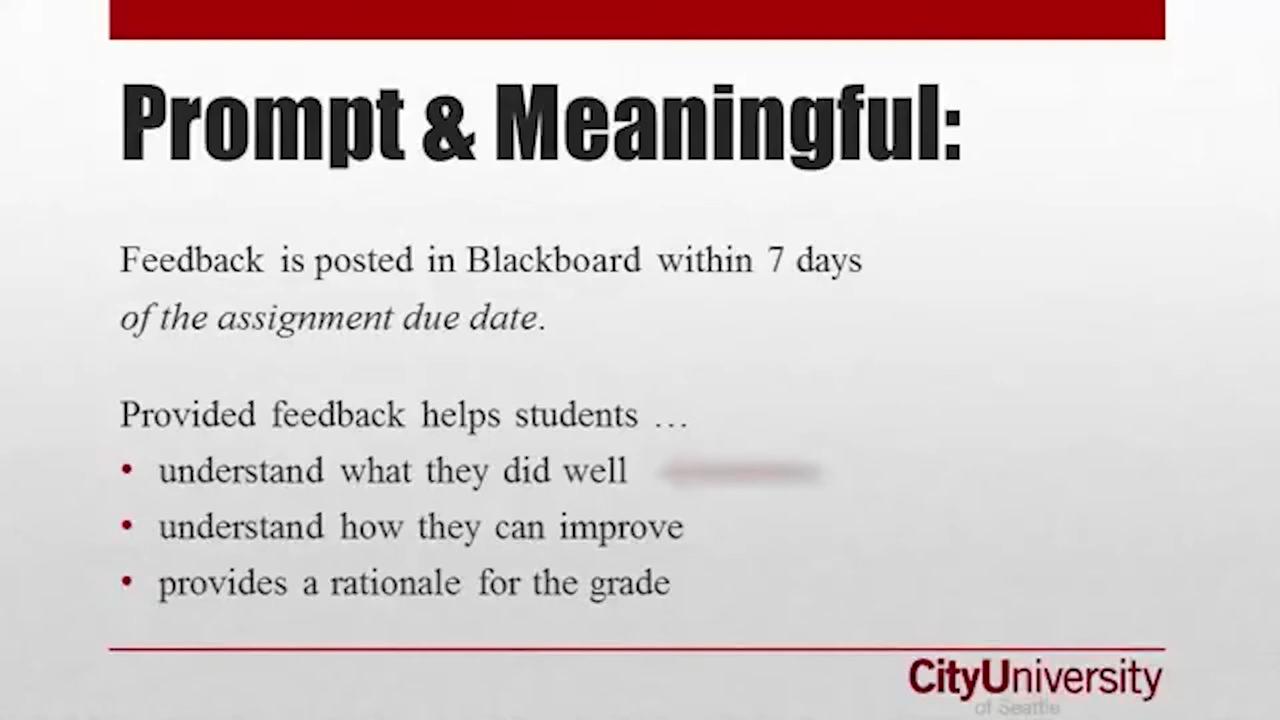 Prompt & Meaningful:
Feedback is posted in Blackboard within 7 days
of the assignment due date.
Provided feedback helps students …
• understand what they did well
• understand how they can improve
• provides a rationale for the grade
CityUniversity
of Seattle